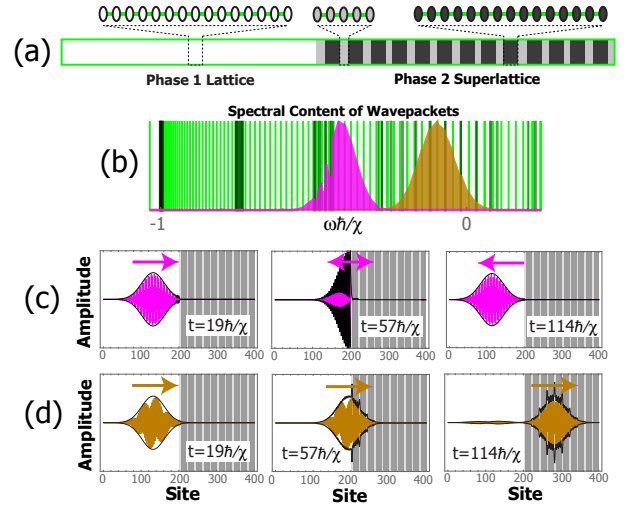 (a)
Phase 1 Lattice Phase 2 Superlattice
Spectral Content of Wavepackets
(b)
-1 ωħ/χ 0
(c)
Amplitude
t=19ħ/χ t=57ħ/χ t=114ħ/χ
0 100 200 300 400 0 100 200 300 400 0 100 200 300 400
(d)
Amplitude
t=19ħ/χ t=57ħ/χ t=114ħ/χ
0 100 200 300 400 0 100 200 300 400 0 100 200 300 400
Site Site Site